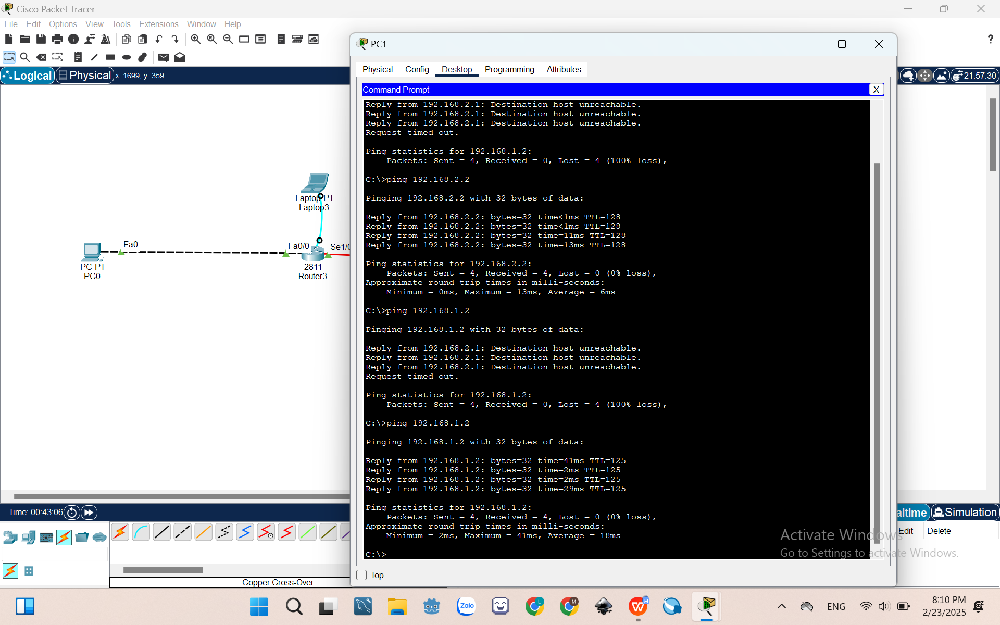 Cisco Packet Tracer
File Edit Options View Tools Extensions Window Help
?
Logical
Physical
x: 1699, y: 359
21:57:30
Laptop-PT
Laptop3
Fa0
Fa0/0
PC-PT
PC0
2811
Router3
PC1
Physical Config Desktop Programming Attributes
Command Prompt
X
Reply from 192.168.2.1: Destination host unreachable.
Reply from 192.168.2.1: Destination host unreachable.
Reply from 192.168.2.1: Destination host unreachable.
Request timed out.
Ping statistics for 192.168.1.2:
Packets: Sent = 4, Received = 0, Lost = 4 (100% loss),
C:\>ping 192.168.2.2
Pinging 192.168.2.2 with 32 bytes of data:
Reply from 192.168.2.2: bytes=32 time<1ms TTL=128
Reply from 192.168.2.2: bytes=32 time<1ms TTL=128
Reply from 192.168.2.2: bytes=32 time=11ms TTL=128
Reply from 192.168.2.2: bytes=32 time=13ms TTL=128
Ping statistics for 192.168.2.2:
Packets: Sent = 4, Received = 4, Lost = 0 (0% loss),
Approximate round trip times in milli-seconds:
Minimum = 0ms, Maximum = 13ms, Average = 6ms
C:\>ping 192.168.1.2
Pinging 192.168.1.2 with 32 bytes of data:
Reply from 192.168.2.1: Destination host unreachable.
Reply from 192.168.2.1: Destination host unreachable.
Reply from 192.168.2.1: Destination host unreachable.
Request timed out.
Ping statistics for 192.168.1.2:
Packets: Sent = 4, Received = 0, Lost = 4 (100% loss),
C:\>ping 192.168.1.2
Pinging 192.168.1.2 with 32 bytes of data:
Reply from 192.168.1.2: bytes=32 time=41ms TTL=125
Reply from 192.168.1.2: bytes=32 time=2ms TTL=125
Reply from 192.168.1.2: bytes=32 time=2ms TTL=125
Reply from 192.168.1.2: bytes=32 time=29ms TTL=125
Ping statistics for 192.168.1.2:
Packets: Sent = 4, Received = 4, Lost = 0 (0% loss),
Approximate round trip times in milli-seconds:
Minimum = 2ms, Maximum = 41ms, Average = 18ms
C:\>
Top
Time: 00:43:06
Simulation
Edit Delete
Activate Windows
Go to Settings to activate Windows.
Copper Cross-Over
Zalo
L
M
W
ENG
8:10 PM
2/23/2025